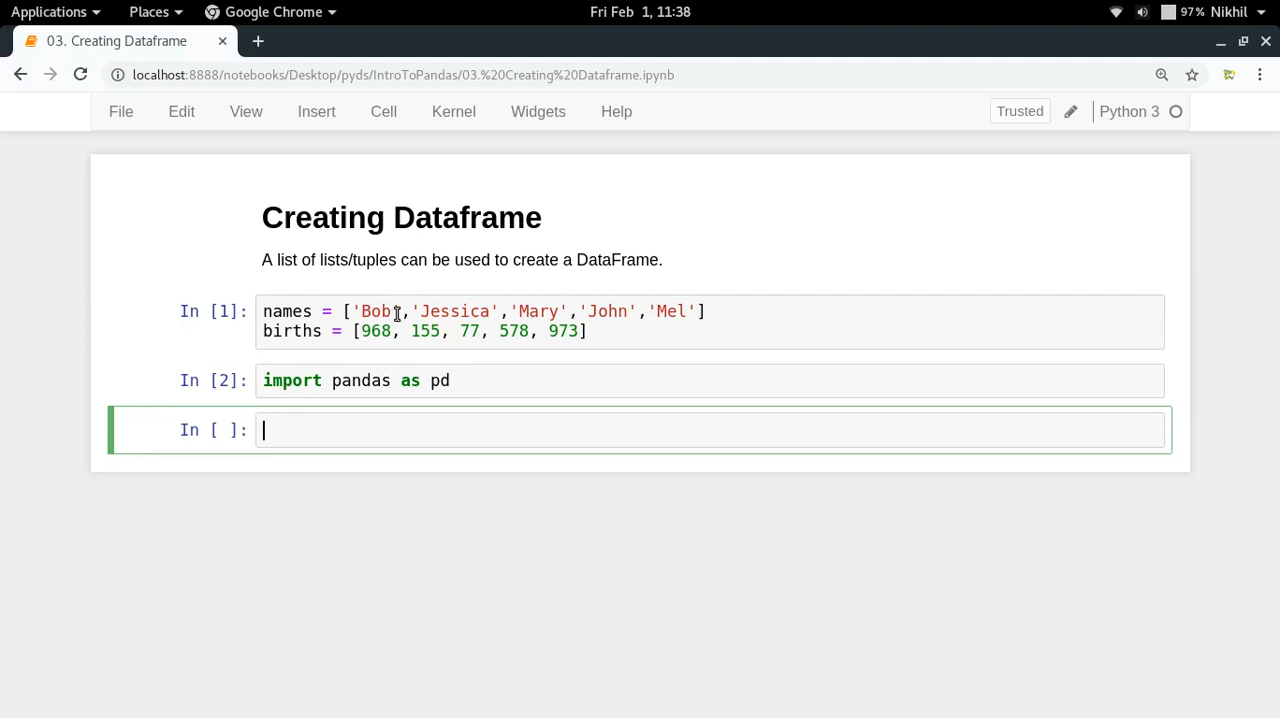 Applications Places Google Chrome Fri Feb 1, 11:38 97% Nikhil
03. Creating Dataframe
localhost:8888/notebooks/Desktop/pyds/IntroToPandas/03.%20Creating%20Dataframe.ipynb
File Edit View Insert Cell Kernel Widgets Help Trusted Python 3
Creating Dataframe
A list of lists/tuples can be used to create a DataFrame.
In [1]: names = ['Bob','Jessica','Mary','John','Mel']
births = [968, 155, 77, 578, 973]
In [2]: import pandas as pd
In [ ]: